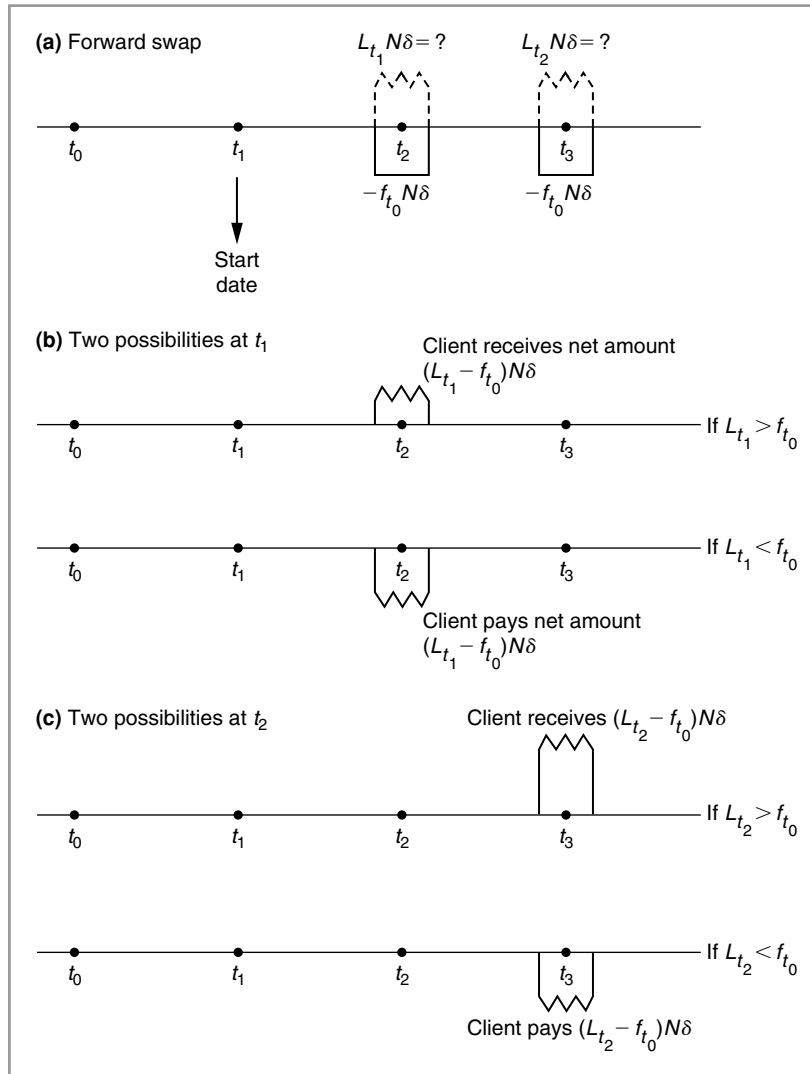 (a) Forward swap
L_{t_1}Nδ = ? L_{t_2}Nδ = ?
t_0 t_1 t_2 t_3
−f_{t_0}Nδ −f_{t_0}Nδ
Start
date
(b) Two possibilities at t_1
Client receives net amount
(L_{t_1} − f_{t_0})Nδ
If L_{t_1} > f_{t_0}
t_0 t_1 t_2 t_3
If L_{t_1} < f_{t_0}
t_0 t_1 t_2 t_3
Client pays net amount
(L_{t_1} − f_{t_0})Nδ
(c) Two possibilities at t_2
Client receives (L_{t_2} − f_{t_0})Nδ
If L_{t_2} > f_{t_0}
t_0 t_1 t_2 t_3
If L_{t_2} < f_{t_0}
t_0 t_1 t_2 t_3
Client pays (L_{t_2} − f_{t_0})Nδ